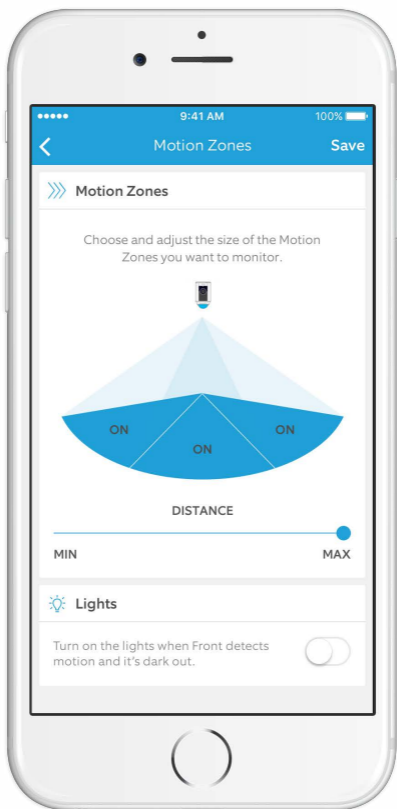 9:41 AM 100%
Motion Zones Save
Motion Zones
Choose and adjust the size of the Motion
Zones you want to monitor.
ON ON
ON
DISTANCE
MIN MAX
Lights
Turn on the lights when Front detects
motion and it's dark out.